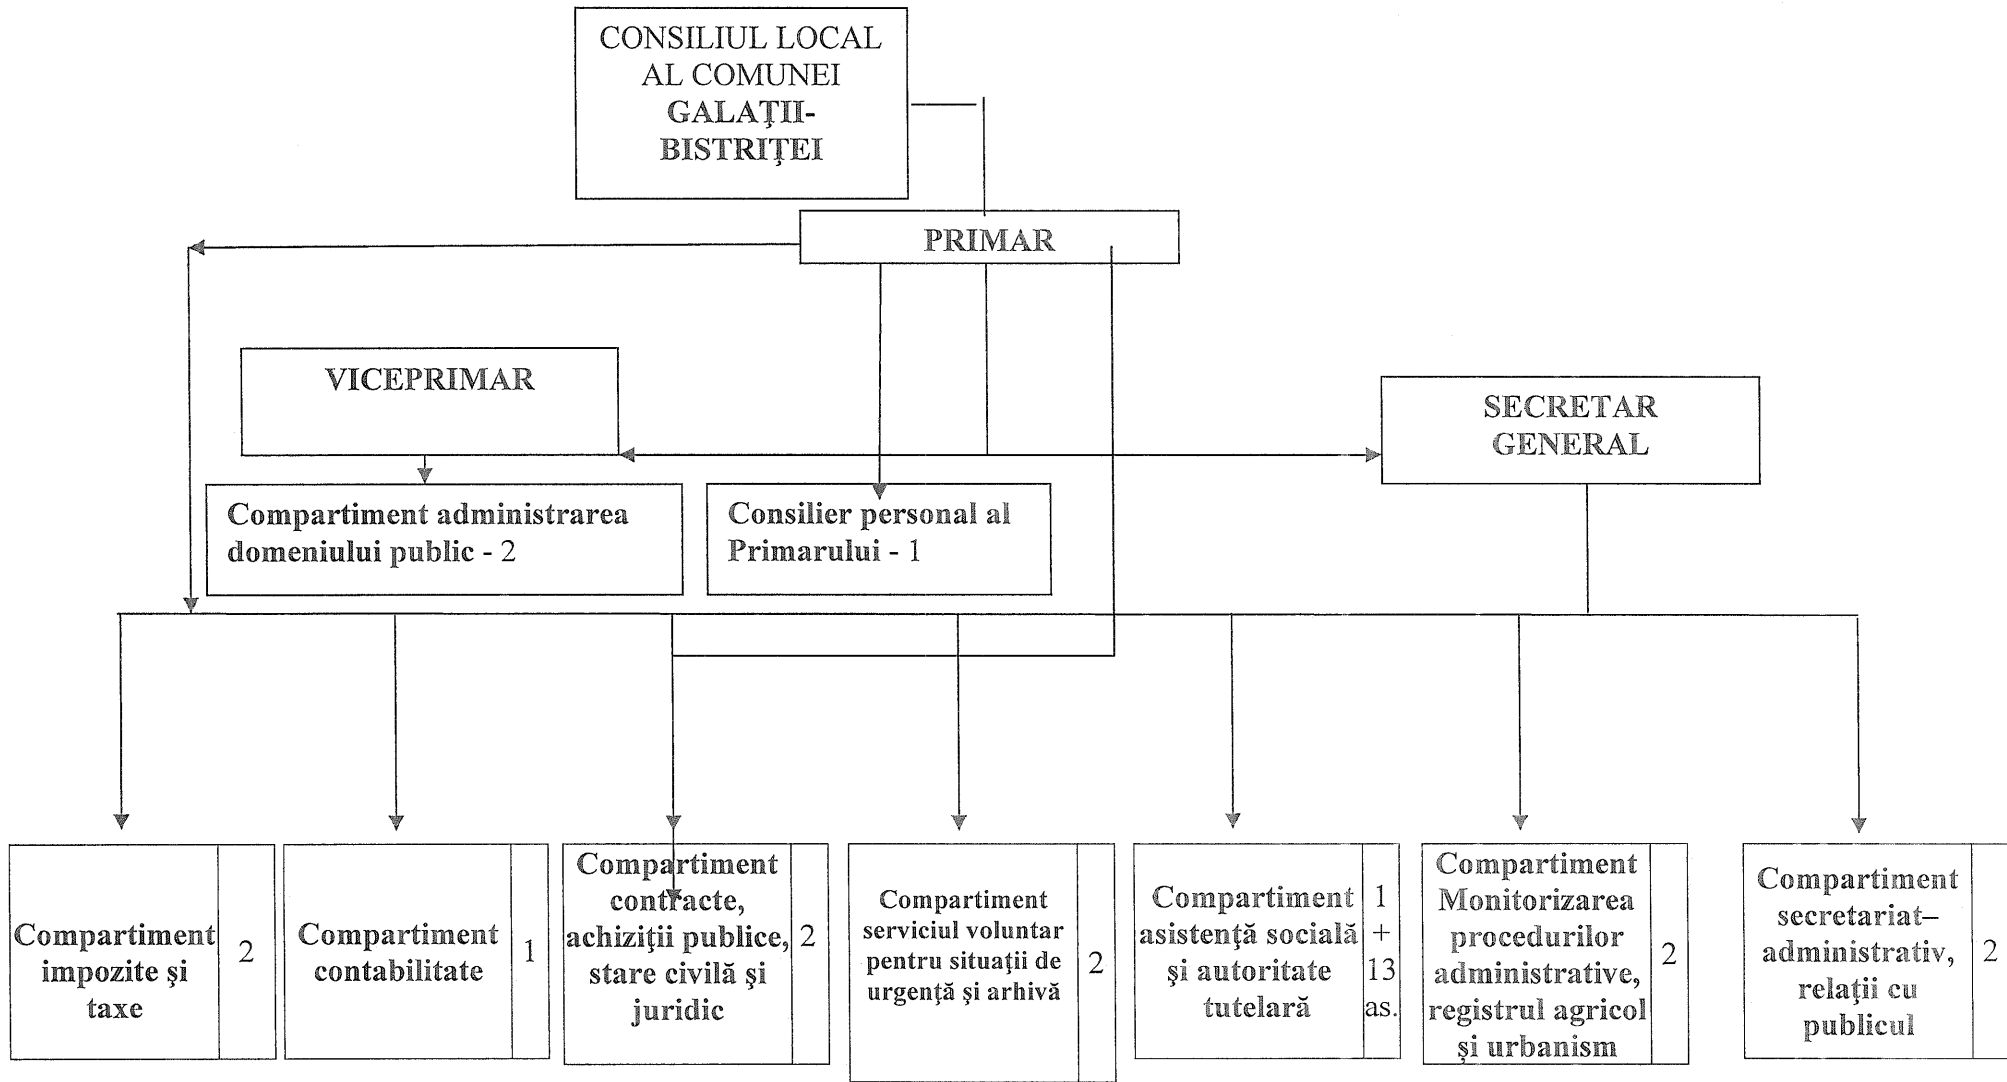 CONSILIUL LOCAL
AL COMUNEI
GALAŢII-
BISTRIŢEI
PRIMAR
VICEPRIMAR
SECRETAR
GENERAL
Compartiment administrarea
domeniului public - 2
Consilier personal al
Primarului - 1
Compartiment
impozite şi
taxe
2
Compartiment
contabilitate
1
Compartiment
contracte,
achiziţii publice,
stare civilă şi
juridic
2
Compartiment
serviciul voluntar
pentru situaţii de
urgenţă şi arhivă
2
Compartiment
asistenţă socială
şi autoritate
tutelară
1
+
13
as.
Compartiment
Monitorizarea
procedurilor
administrative,
registrul agricol
și urbanism
2
Compartiment
secretariat–
administrativ,
relaţii cu
publicul
2